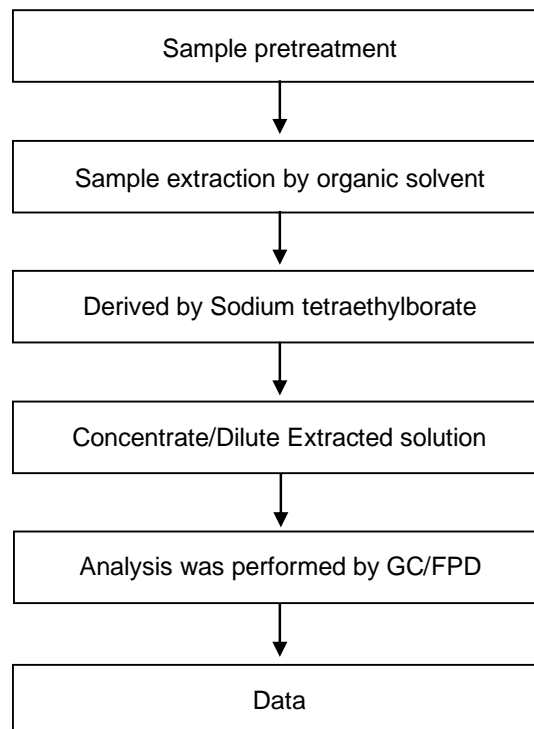 Sample pretreatment
Sample extraction by organic solvent
Derived by Sodium tetraethylborate
Concentrate/Dilute Extracted solution
Analysis was performed by GC/FPD
Data